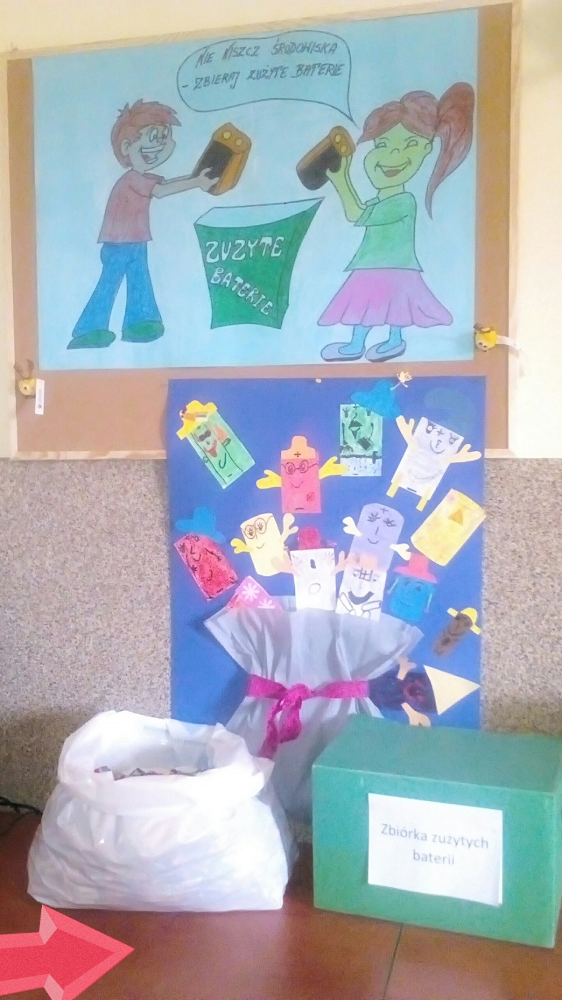 NIE NISZCZ ŚRODOWISKA
- ZBIERAJ ZUŻYTE BATERIE
ZUŻYTE
BATERIE
Zbiórka zużytych
baterii